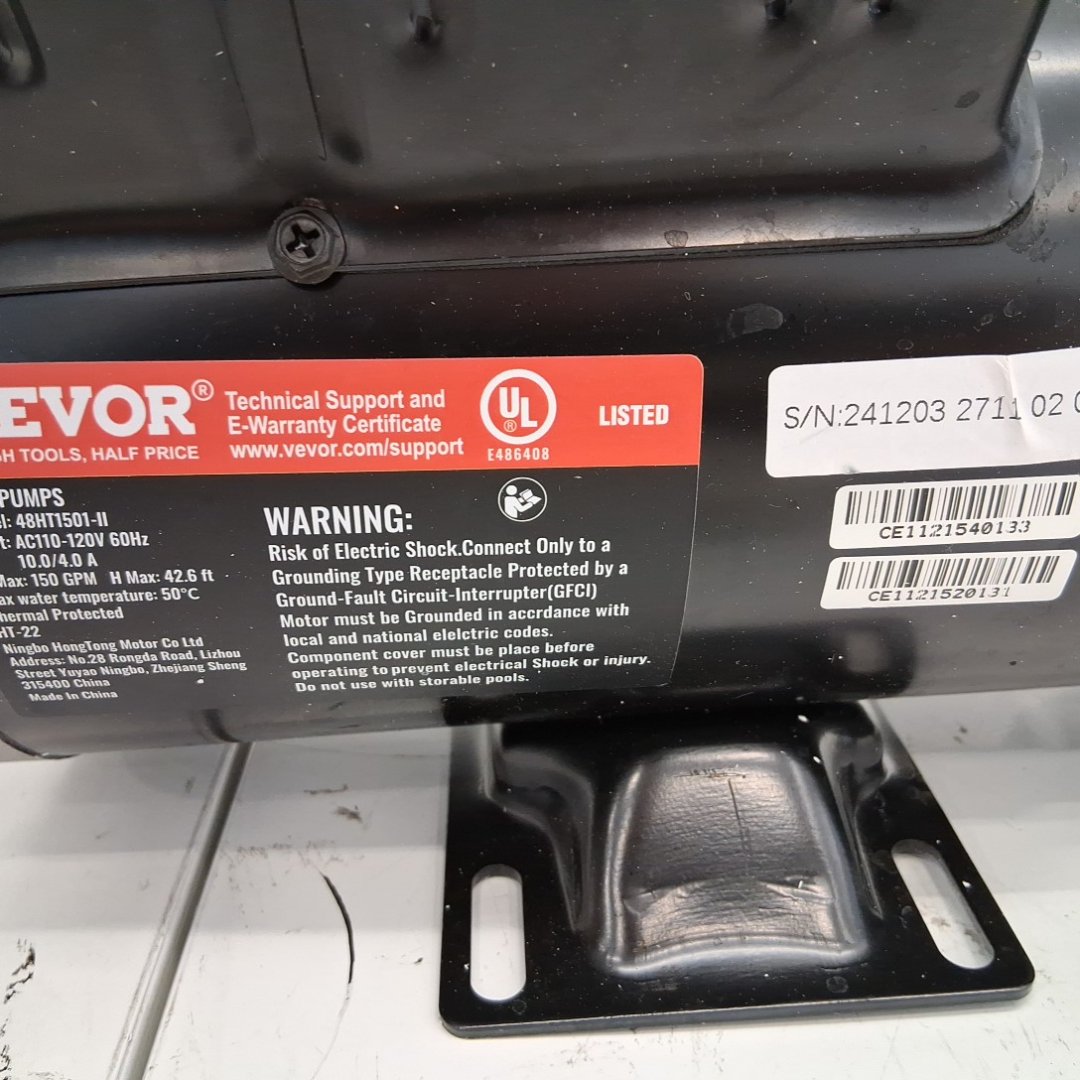 EVOR®
H TOOLS, HALF PRICE
Technical Support and
E-Warranty Certificate
www.vevor.com/support
UL
®
E486408
LISTED
PUMPS
l: 48HT1501-II
t: AC110-120V 60Hz
10.0/4.0 A
Max: 150 GPM H Max: 42.6 ft
ax water temperature: 50°C
hermal Protected
HT-22
Ningbo HongTong Motor Co Ltd
Address: No.28 Rongda Road, Lizhou
Street Yuyao Ningbo, Zhejiang Sheng
315400 China
Made In China
WARNING:
Risk of Electric Shock.Connect Only to a
Grounding Type Receptacle Protected by a
Ground-Fault Circuit-Interrupter(GFCI)
Motor must be Grounded in accrdance with
local and national elelctric codes.
Component cover must be place before
operating to prevent electrical Shock or injury.
Do not use with storable pools.
S/N:241203 2711 02
CE1121540133
CE1121520131